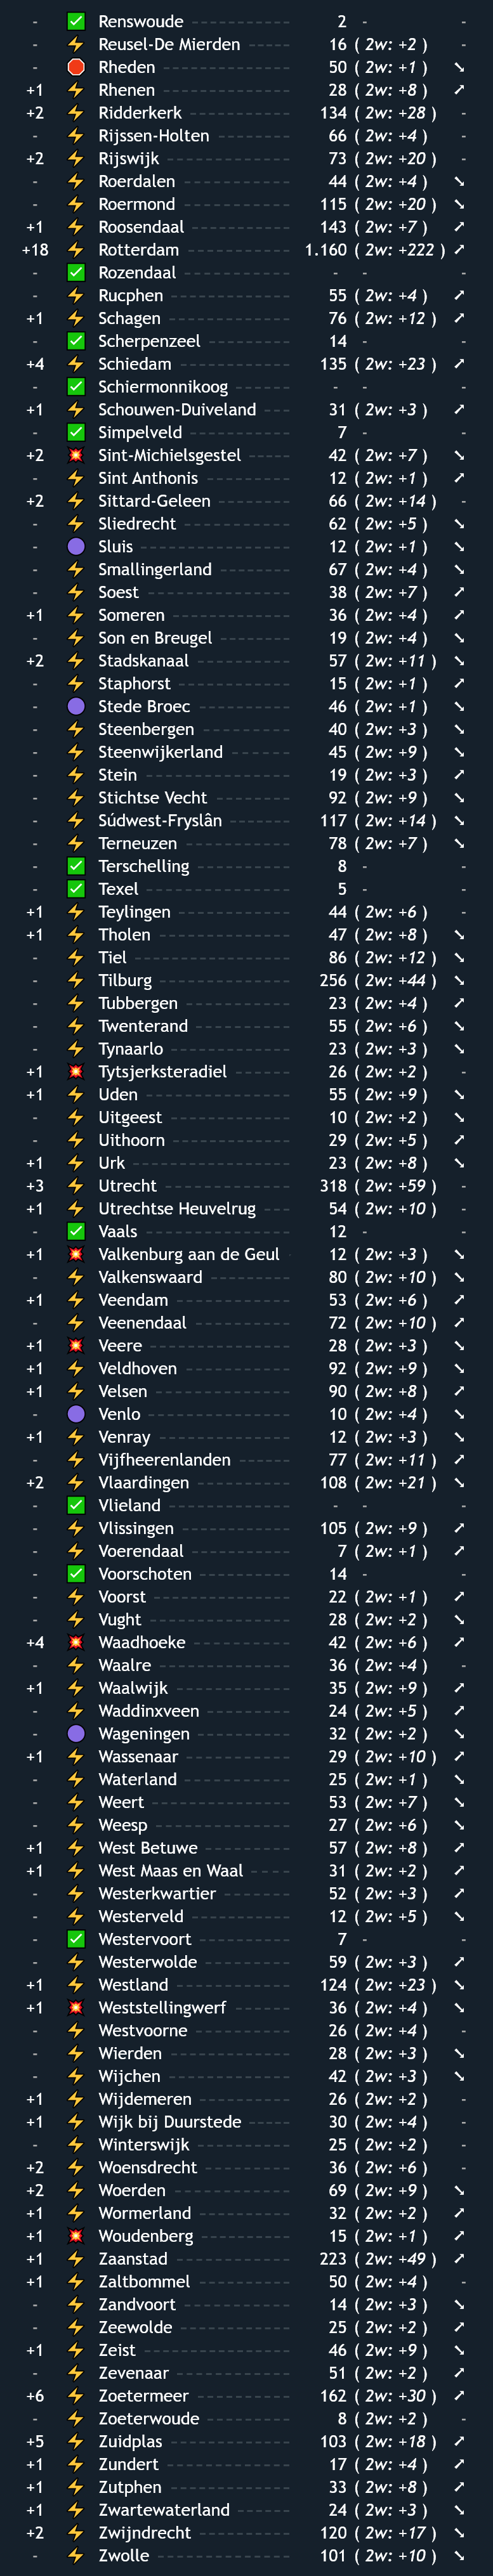 - ✅ Renswoude 2 - -
- ⚡ Reusel-De Mierden 16 ( 2w: +2 ) -
- 🛑 Rheden 50 ( 2w: +1 ) ➘
+1 ⚡ Rhenen 28 ( 2w: +8 ) ➚
+2 ⚡ Ridderkerk 134 ( 2w: +28 ) -
- ⚡ Rijssen-Holten 66 ( 2w: +4 ) -
+2 ⚡ Rijswijk 73 ( 2w: +20 ) -
- ⚡ Roerdalen 44 ( 2w: +4 ) ➘
- ⚡ Roermond 115 ( 2w: +20 ) ➘
+1 ⚡ Roosendaal 143 ( 2w: +7 ) ➚
+18 ⚡ Rotterdam 1.160 ( 2w: +222 ) ➚
- ✅ Rozendaal - - -
- ⚡ Rucphen 55 ( 2w: +4 ) ➚
+1 ⚡ Schagen 76 ( 2w: +12 ) ➚
- ✅ Scherpenzeel 14 - -
+4 ⚡ Schiedam 135 ( 2w: +23 ) ➚
- ✅ Schiermonnikoog - - -
+1 ⚡ Schouwen-Duiveland 31 ( 2w: +3 ) ➚
- ✅ Simpelveld 7 - -
+2 💥 Sint-Michielsgestel 42 ( 2w: +7 ) ➘
- ⚡ Sint Anthonis 12 ( 2w: +1 ) ➚
+2 ⚡ Sittard-Geleen 66 ( 2w: +14 ) -
- ⚡ Sliedrecht 62 ( 2w: +5 ) ➘
- 🟣 Sluis 12 ( 2w: +1 ) ➘
- ⚡ Smallingerland 67 ( 2w: +4 ) ➘
- ⚡ Soest 38 ( 2w: +7 ) ➚
+1 ⚡ Someren 36 ( 2w: +4 ) ➚
- ⚡ Son en Breugel 19 ( 2w: +4 ) ➘
+2 ⚡ Stadskanaal 57 ( 2w: +11 ) ➘
- ⚡ Staphorst 15 ( 2w: +1 ) ➚
- 🟣 Stede Broec 46 ( 2w: +1 ) ➘
- ⚡ Steenbergen 40 ( 2w: +3 ) ➘
- ⚡ Steenwijkerland 45 ( 2w: +9 ) ➘
- ⚡ Stein 19 ( 2w: +3 ) ➚
- ⚡ Stichtse Vecht 92 ( 2w: +9 ) ➘
- ⚡ Súdwest-Fryslân 117 ( 2w: +14 ) ➘
- ⚡ Terneuzen 78 ( 2w: +7 ) ➘
- ✅ Terschelling 8 - -
- ✅ Texel 5 - -
+1 ⚡ Teylingen 44 ( 2w: +6 ) -
+1 ⚡ Tholen 47 ( 2w: +8 ) ➘
- ⚡ Tiel 86 ( 2w: +12 ) ➘
- ⚡ Tilburg 256 ( 2w: +44 ) ➘
- ⚡ Tubbergen 23 ( 2w: +4 ) ➚
- ⚡ Twenterand 55 ( 2w: +6 ) ➘
- ⚡ Tynaarlo 23 ( 2w: +3 ) ➘
+1 💥 Tytsjerksteradiel 26 ( 2w: +2 ) -
+1 ⚡ Uden 55 ( 2w: +9 ) ➘
- ⚡ Uitgeest 10 ( 2w: +2 ) ➘
- ⚡ Uithoorn 29 ( 2w: +5 ) ➚
+1 ⚡ Urk 23 ( 2w: +8 ) ➘
+3 ⚡ Utrecht 318 ( 2w: +59 ) -
+1 ⚡ Utrechtse Heuvelrug 54 ( 2w: +10 ) -
- ✅ Vaals 12 - -
+1 💥 Valkenburg aan de Geul 12 ( 2w: +3 ) ➘
- ⚡ Valkenswaard 80 ( 2w: +10 ) ➘
+1 ⚡ Veendam 53 ( 2w: +6 ) ➚
- ⚡ Veenendaal 72 ( 2w: +10 ) ➚
+1 💥 Veere 28 ( 2w: +3 ) ➘
+1 ⚡ Veldhoven 92 ( 2w: +9 ) ➘
+1 ⚡ Velsen 90 ( 2w: +8 ) ➚
- 🟣 Venlo 10 ( 2w: +4 ) ➘
+1 ⚡ Venray 12 ( 2w: +3 ) ➘
- ⚡ Vijfheerenlanden 77 ( 2w: +11 ) ➚
+2 ⚡ Vlaardingen 108 ( 2w: +21 ) ➘
- ✅ Vlieland - - -
- ⚡ Vlissingen 105 ( 2w: +9 ) ➚
- ⚡ Voerendaal 7 ( 2w: +1 ) ➚
- ✅ Voorschoten 14 - -
- ⚡ Voorst 22 ( 2w: +1 ) ➚
- ⚡ Vught 28 ( 2w: +2 ) ➘
+4 💥 Waadhoeke 42 ( 2w: +6 ) ➚
- ⚡ Waalre 36 ( 2w: +4 ) -
+1 ⚡ Waalwijk 35 ( 2w: +9 ) ➚
- ⚡ Waddinxveen 24 ( 2w: +5 ) ➚
- 🟣 Wageningen 32 ( 2w: +2 ) ➘
+1 ⚡ Wassenaar 29 ( 2w: +10 ) ➚
- ⚡ Waterland 25 ( 2w: +1 ) ➘
- ⚡ Weert 53 ( 2w: +7 ) ➘
- ⚡ Weesp 27 ( 2w: +6 ) ➘
+1 ⚡ West Betuwe 57 ( 2w: +8 ) ➚
+1 ⚡ West Maas en Waal 31 ( 2w: +2 ) ➚
- ⚡ Westerkwartier 52 ( 2w: +3 ) ➚
- ⚡ Westerveld 12 ( 2w: +5 ) ➘
- ✅ Westervoort 7 - -
- ⚡ Westerwolde 59 ( 2w: +3 ) ➚
+1 ⚡ Westland 124 ( 2w: +23 ) ➘
+1 💥 Weststellingwerf 36 ( 2w: +4 ) ➘
- ⚡ Westvoorne 26 ( 2w: +4 ) -
- ⚡ Wierden 28 ( 2w: +3 ) ➘
- ⚡ Wijchen 42 ( 2w: +3 ) ➘
+1 ⚡ Wijdemeren 26 ( 2w: +2 ) -
+1 ⚡ Wijk bij Duurstede 30 ( 2w: +4 ) -
- ⚡ Winterswijk 25 ( 2w: +2 ) -
+2 ⚡ Woensdrecht 36 ( 2w: +6 ) -
+2 ⚡ Woerden 69 ( 2w: +9 ) ➘
+1 ⚡ Wormerland 32 ( 2w: +2 ) ➚
+1 💥 Woudenberg 15 ( 2w: +1 ) ➚
+1 ⚡ Zaanstad 223 ( 2w: +49 ) ➚
+1 ⚡ Zaltbommel 50 ( 2w: +4 ) -
- ⚡ Zandvoort 14 ( 2w: +3 ) ➘
- ⚡ Zeewolde 25 ( 2w: +2 ) ➚
+1 ⚡ Zeist 46 ( 2w: +9 ) ➘
- ⚡ Zevenaar 51 ( 2w: +2 ) ➚
+6 ⚡ Zoetermeer 162 ( 2w: +30 ) ➚
- ⚡ Zoeterwoude 8 ( 2w: +2 ) -
+5 ⚡ Zuidplas 103 ( 2w: +18 ) ➚
+1 ⚡ Zundert 17 ( 2w: +4 ) ➚
+1 ⚡ Zutphen 33 ( 2w: +8 ) ➚
+1 ⚡ Zwartewaterland 24 ( 2w: +3 ) ➘
+2 ⚡ Zwijndrecht 120 ( 2w: +17 ) ➘
- ⚡ Zwolle 101 ( 2w: +10 ) ➘